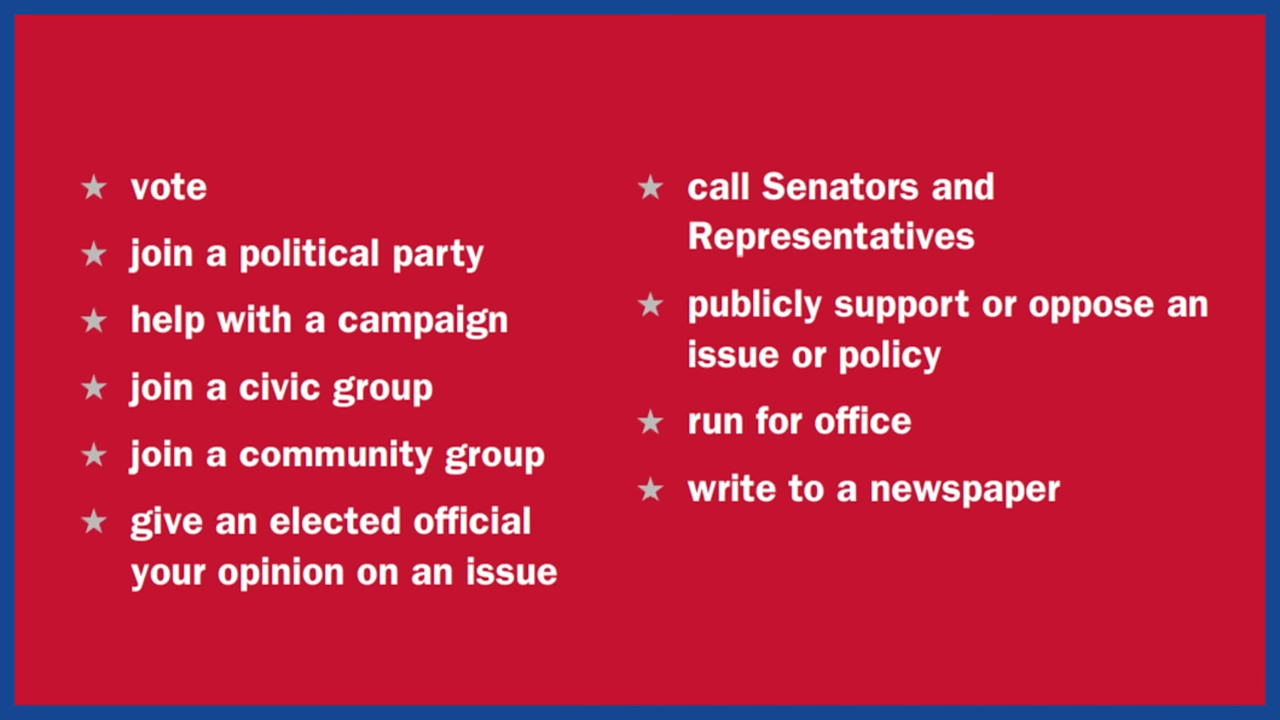 vote
join a political party
help with a campaign
join a civic group
join a community group
give an elected official
your opinion on an issue
call Senators and
Representatives
publicly support or oppose an
issue or policy
run for office
write to a newspaper